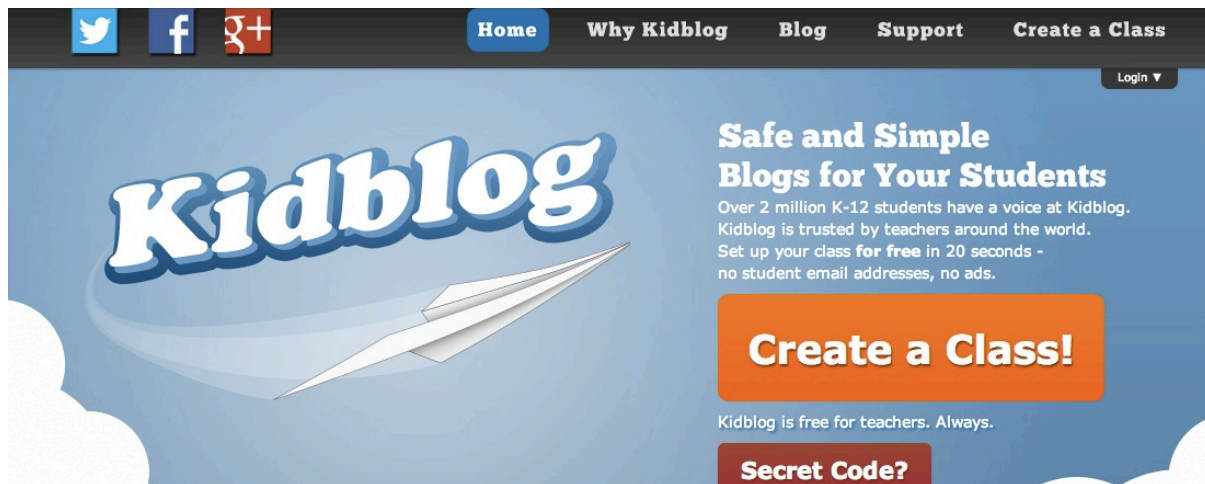 f g+ Home Why Kidblog Blog Support Create a Class
Login ▼
Kidblog
Safe and Simple
Blogs for Your Students
Over 2 million K-12 students have a voice at Kidblog.
Kidblog is trusted by teachers around the world.
Set up your class for free in 20 seconds -
no student email addresses, no ads.
Create a Class!
Kidblog is free for teachers. Always.
Secret Code?